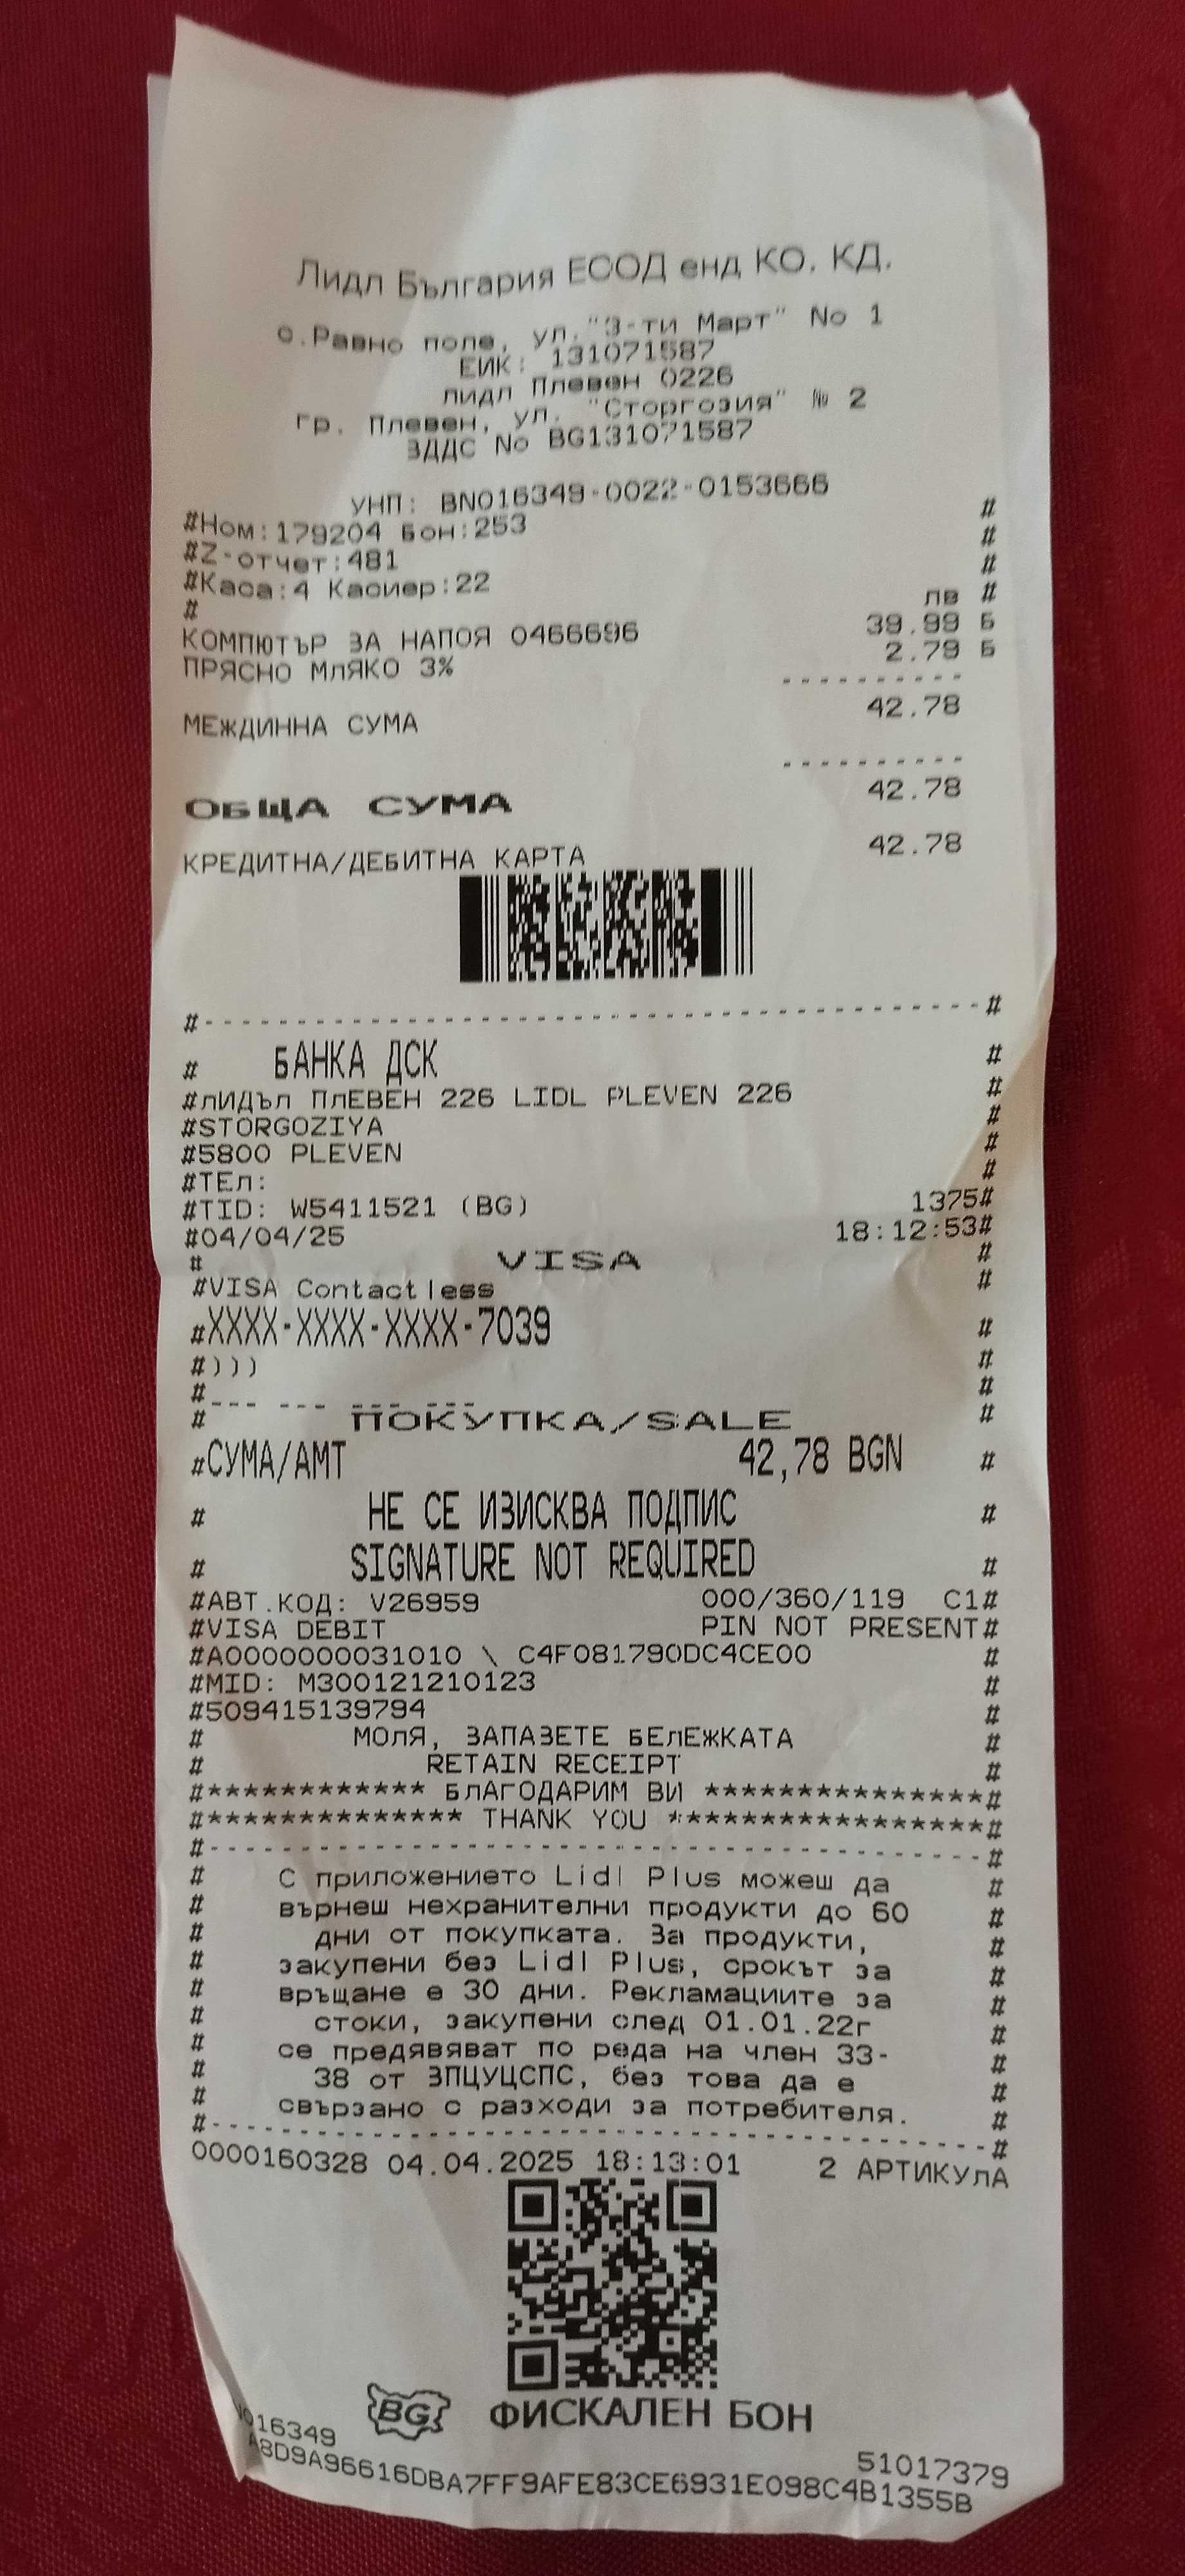 Лидл България ЕООД енд КО. КД.
с.Равно поле, ул."3-ти Март" No 1
ЕИК: 131071587
лидл Плевен 0226
гр. Плевен, ул. "Сторгозия" № 2
ЗДДС No BG131071587
УНП: BN016349-0022-0153666
#Ном:179204 Бон:253 #
#Z-отчет:481 #
#Каса:4 Касиер:22 #
# лв #
КОМПЮТЪР ЗА НАПОЯ 0466696 39.99 Б
ПРЯСНО МлЯКО 3% 2.79 Б
----------
МЕЖДИННА СУМА 42.78
----------
ОБЩА СУМА 42.78
КРЕДИТНА/ДЕБИТНА КАРТА 42.78
#------------------------------------------#
# БАНКА ДСК #
#лИДЪл ПлЕВЕН 226 LIDL PLEVEN 226 #
#STORGOZIYA #
#5800 PLEVEN #
#ТЕл: #
#TID: W5411521 (BG) 1375#
#04/04/25 18:12:53#
# VISA #
#VISA Contactless #
#XXXX-XXXX-XXXX-7039 #
#))) #
#--- --- --- --- #
# ПОКУПКА/SALE #
#СУМА/AMT 42,78 BGN #
# НЕ СЕ ИЗИСКВА ПОДПИС #
# SIGNATURE NOT REQUIRED #
#АВТ.КОД: V26959 000/360/119 C1#
#VISA DEBIT PIN NOT PRESENT#
#A0000000031010 \ C4F081790DC4CE00 #
#MID: M300121210123 #
#509415139794 #
# МОлЯ, ЗАПАЗЕТЕ БЕлЕЖКАТА #
# RETAIN RECEIPT #
#************ БлАГОДАРИМ ВИ ***************#
#************** THANK YOU *****************#
#------------------------------------------#
# С приложението Lidl Plus можеш да #
# върнеш нехранителни продукти до 60 #
# дни от покупката. За продукти, #
# закупени без Lidl Plus, срокът за #
# връщане е 30 дни. Рекламациите за #
# стоки, закупени след 01.01.22г #
# се предявяват по реда на член 33- #
# 38 от ЗПЦУЦСПС, без това да е #
# свързано с разходи за потребителя. #
#------------------------------------------#
0000160328 04.04.2025 18:13:01 2 АРТИКУлА
BG ФИСКАЛЕН БОН
016349 51017379
A8D9A96616DBA7FF9AFE83CE6931E098C4B1355B